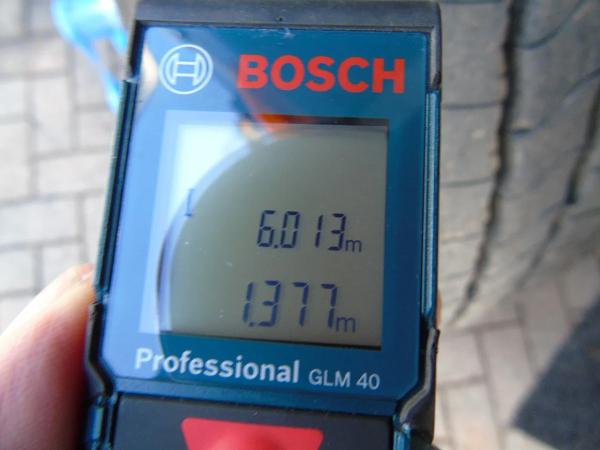 BOSCH
6.013m
1.377m
Professional GLM 40